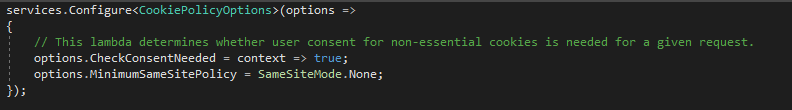 services.Configure<CookiePolicyOptions>(options =>
{
// This lambda determines whether user consent for non-essential cookies is needed for a given request.
options.CheckConsentNeeded = context => true;
options.MinimumSameSitePolicy = SameSiteMode.None;
});